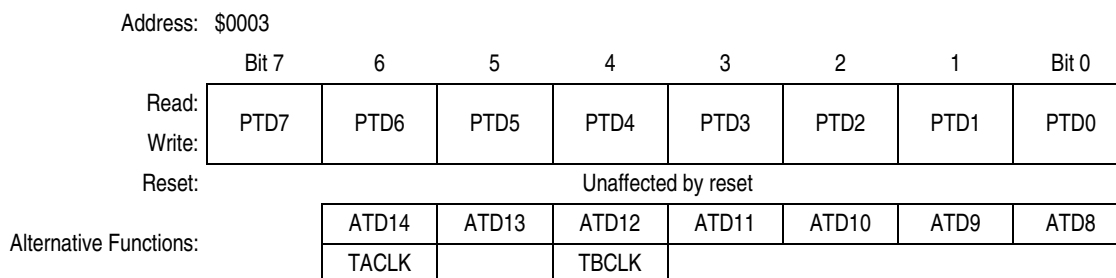 Address: $0003
Bit 7 6 5 4 3 2 1 Bit 0
Read:
PTD7 PTD6 PTD5 PTD4 PTD3 PTD2 PTD1 PTD0
Write:
Reset: Unaffected by reset
ATD14 ATD13 ATD12 ATD11 ATD10 ATD9 ATD8
Alternative Functions:
TACLK TBCLK